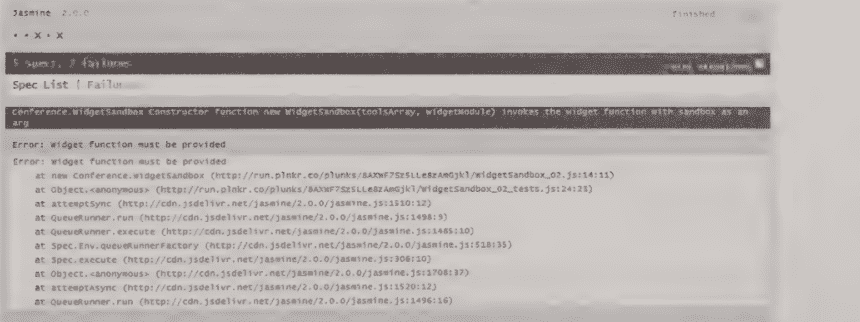 Jasmine 2.0.0
finished
• • X • X
5 specs, 2 failures
Spec List | Failures
Conference.WidgetSandbox Constructor function new WidgetSandbox(toolsArray, widgetModule) invokes the widget function with sandbox as an
arg
Error: Widget function must be provided
Error: Widget function must be provided
at new Conference.WidgetSandbox (http://run.plnkr.co/plunks/8AXWF7SzSLLe8zAmGjkl/WidgetSandbox_02.js:14:11)
at Object.<anonymous> (http://run.plnkr.co/plunks/8AXWF7SzSLLe8zAmGjkl/WidgetSandbox_02_tests.js:24:23)
at attemptSync (http://cdn.jsdelivr.net/jasmine/2.0.0/jasmine.js:1510:12)
at QueueRunner.run (http://cdn.jsdelivr.net/jasmine/2.0.0/jasmine.js:1498:9)
at QueueRunner.execute (http://cdn.jsdelivr.net/jasmine/2.0.0/jasmine.js:1485:10)
at Spec.Env.queueRunnerFactory (http://cdn.jsdelivr.net/jasmine/2.0.0/jasmine.js:518:35)
at Spec.execute (http://cdn.jsdelivr.net/jasmine/2.0.0/jasmine.js:306:10)
at Object.<anonymous> (http://cdn.jsdelivr.net/jasmine/2.0.0/jasmine.js:1708:37)
at attemptAsync (http://cdn.jsdelivr.net/jasmine/2.0.0/jasmine.js:1520:12)
at QueueRunner.run (http://cdn.jsdelivr.net/jasmine/2.0.0/jasmine.js:1496:16)